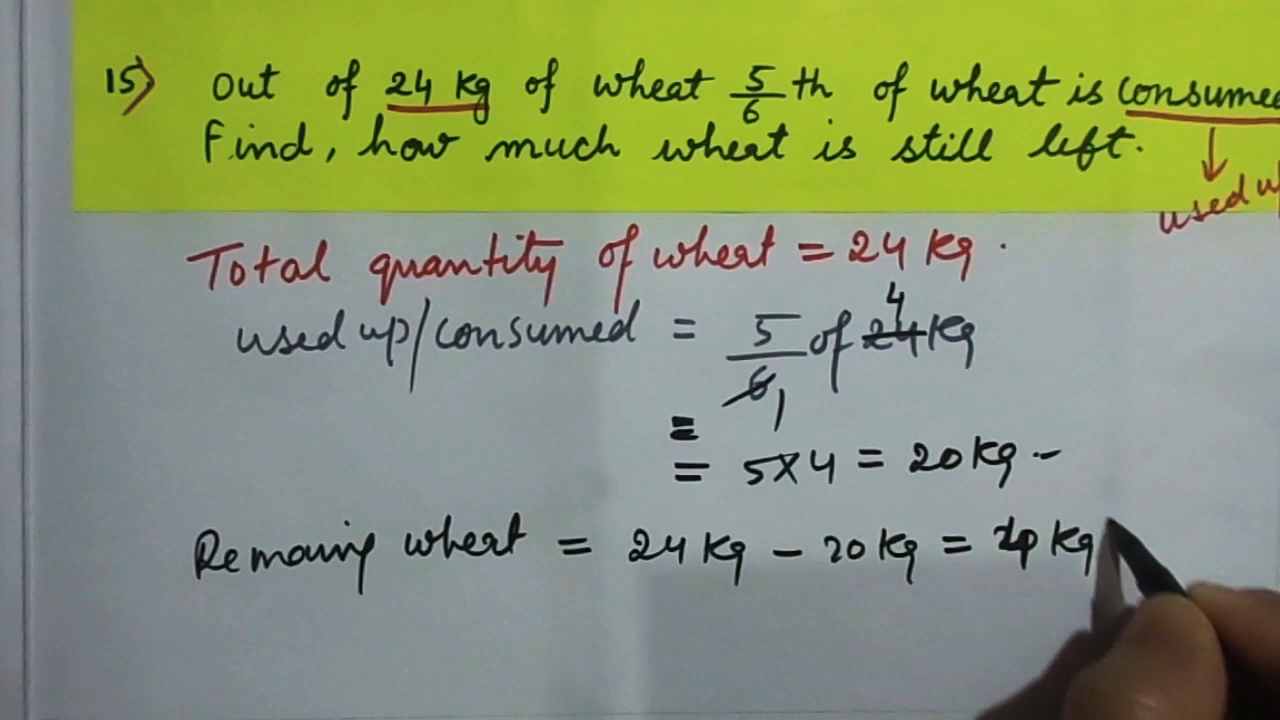 15) Out of 24 kg of wheat 5/6 th of wheat is consumed
Find, how much wheat is still left.
used up
Total quantity of wheat = 24 kg.
4
used up/consumed = 5/6 of 24 kg
1
=
= 5 x 4 = 20 kg -
Remaing wheat = 24 kg - 20 kg = 4 kg